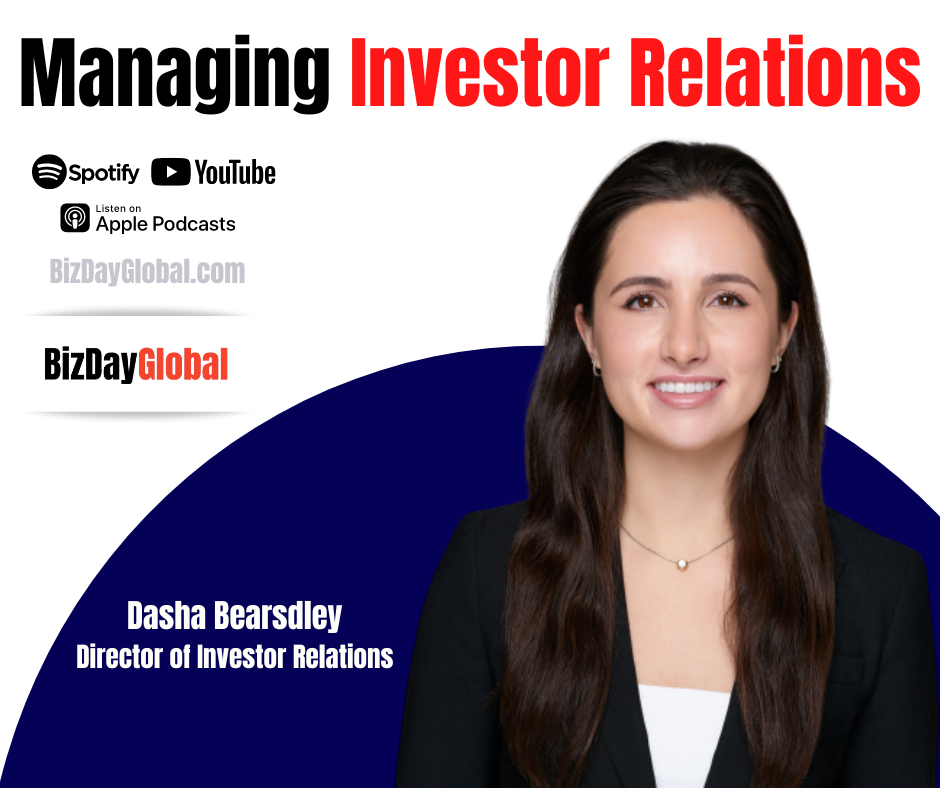 Managing Investor Relations
Spotify YouTube
Listen on
Apple Podcasts
BizDayGlobal.com
BizDayGlobal
Dasha Bearsdley
Director of Investor Relations